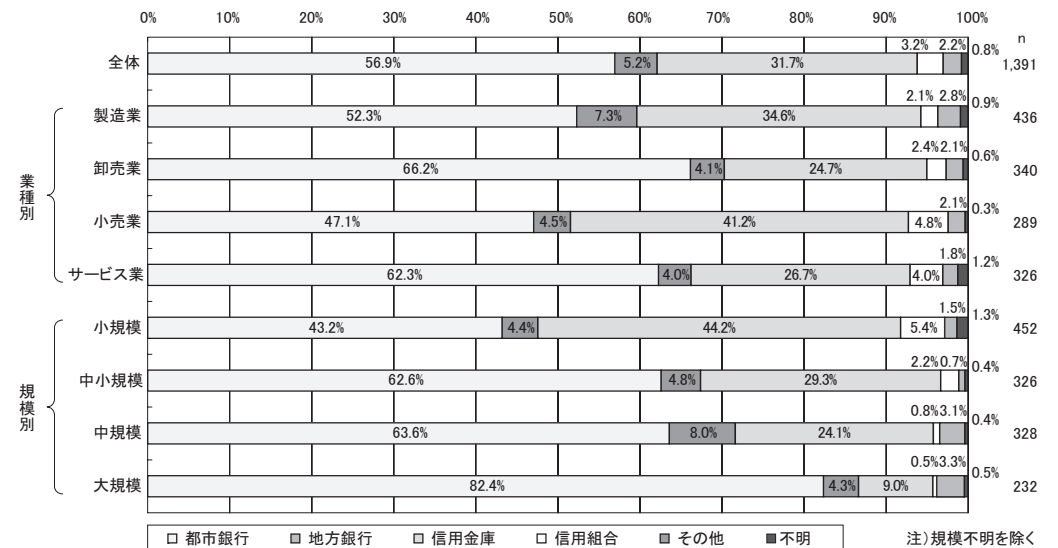 0% 10% 20% 30% 40% 50% 60% 70% 80% 90% 100%
n
全体 56.9% 5.2% 31.7% 3.2% 2.2% 0.8% 1,391
業種別
製造業 52.3% 7.3% 34.6% 2.1% 2.8% 0.9% 436
卸売業 66.2% 4.1% 24.7% 2.4% 2.1% 0.6% 340
小売業 47.1% 4.5% 41.2% 4.8% 2.1% 0.3% 289
サービス業 62.3% 4.0% 26.7% 4.0% 1.8% 1.2% 326
規模別
小規模 43.2% 4.4% 44.2% 5.4% 1.5% 1.3% 452
中小規模 62.6% 4.8% 29.3% 2.2% 0.7% 0.4% 326
中規模 63.6% 8.0% 24.1% 0.8% 3.1% 0.4% 328
大規模 82.4% 4.3% 9.0% 0.5% 3.3% 0.5% 232
都市銀行 地方銀行 信用金庫 信用組合 その他 不明
注）規模不明を除く